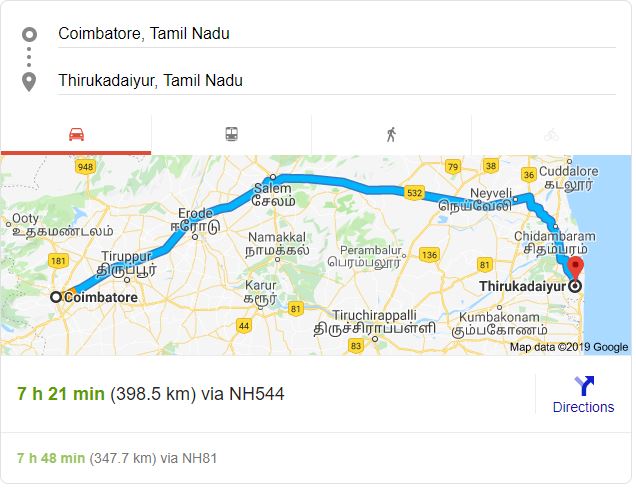 Coimbatore, Tamil Nadu
Thirukadaiyur, Tamil Nadu
948
79
38
36
Cuddalore
கடலூர்
Salem
சேலம்
532
Neyveli
நெய்வேலி
Ooty
உதகமண்டலம்
Erode
ஈரோடு
Chidambaram
சிதம்பரம்
Namakkal
நாமக்கல்
Perambalur
பெரம்பலூர்
181
Tiruppur
திருப்பூர்
136
81
Coimbatore
Karur
கரூர்
Thirukadaiyur
81
Tiruchirappalli
திருச்சிராப்பள்ளி
Kumbakonam
கும்பகோணம்
44
83
Map data ©2019 Google
7 h 21 min (398.5 km) via NH544
Directions
7 h 48 min (347.7 km) via NH81